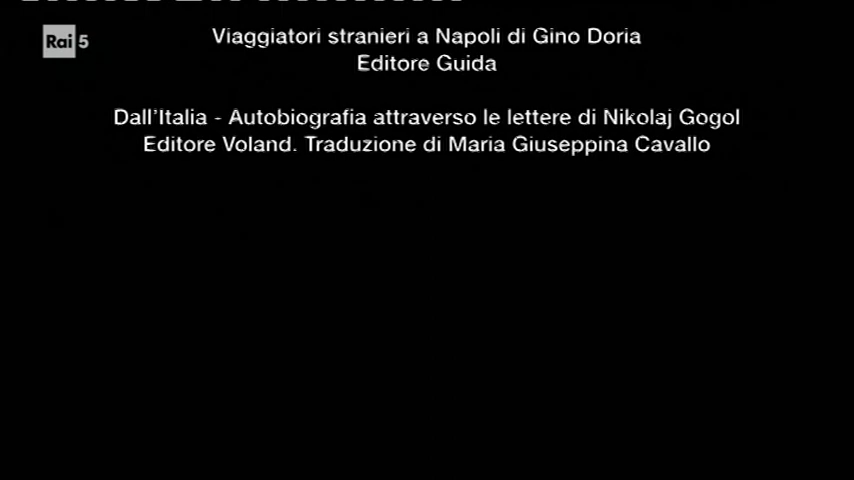 Rai 5
Viaggiatori stranieri a Napoli di Gino Doria
Editore Guida
Dall'Italia - Autobiografia attraverso le lettere di Nikolaj Gogol
Editore Voland. Traduzione di Maria Giuseppina Cavallo